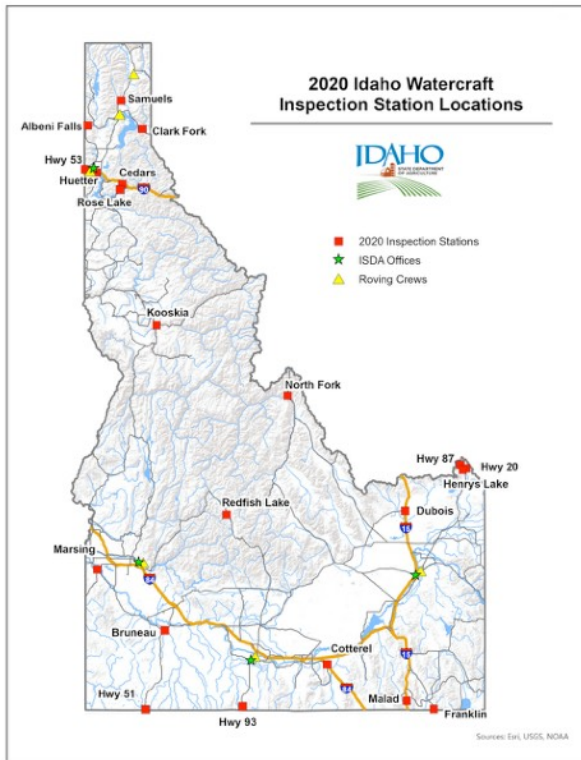 2020 Idaho Watercraft
Inspection Station Locations
IDAHO
STATE DEPARTMENT
OF AGRICULTURE
2020 Inspection Stations
ISDA Offices
Roving Crews
Samuels
Albeni Falls
Clark Fork
Hwy 53
Huetter
Cedars
90
Rose Lake
Kooskia
North Fork
Hwy 87
Hwy 20
Henrys Lake
Redfish Lake
Dubois
15
Marsing
84
Bruneau
Cotterel
15
84
Hwy 51
Hwy 93
Malad
Franklin
Sources: Esri, USGS, NOAA